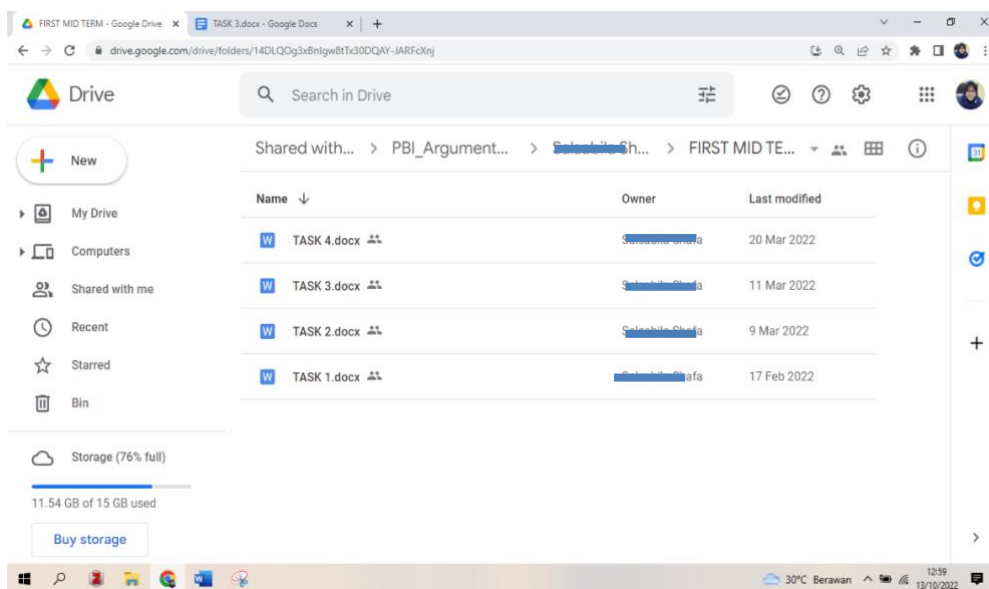 FIRST MID TERM - Google Drive
TASK 3.docx - Google Docs
drive.google.com/drive/folders/14DLQOg3xBnIgw8tTx30DQAY-JARFcXnj
Drive
Search in Drive
New
Shared with... > PBI_Argument... > Sh... > FIRST MID TE...
31
Name
Owner
Last modified
My Drive
Computers
Shared with me
Recent
Starred
Bin
W TASK 4.docx 20 Mar 2022
W TASK 3.docx 11 Mar 2022
W TASK 2.docx 9 Mar 2022
W TASK 1.docx 17 Feb 2022
Storage (76% full)
11.54 GB of 15 GB used
Buy storage
30°C Berawan
12:59
13/10/2022